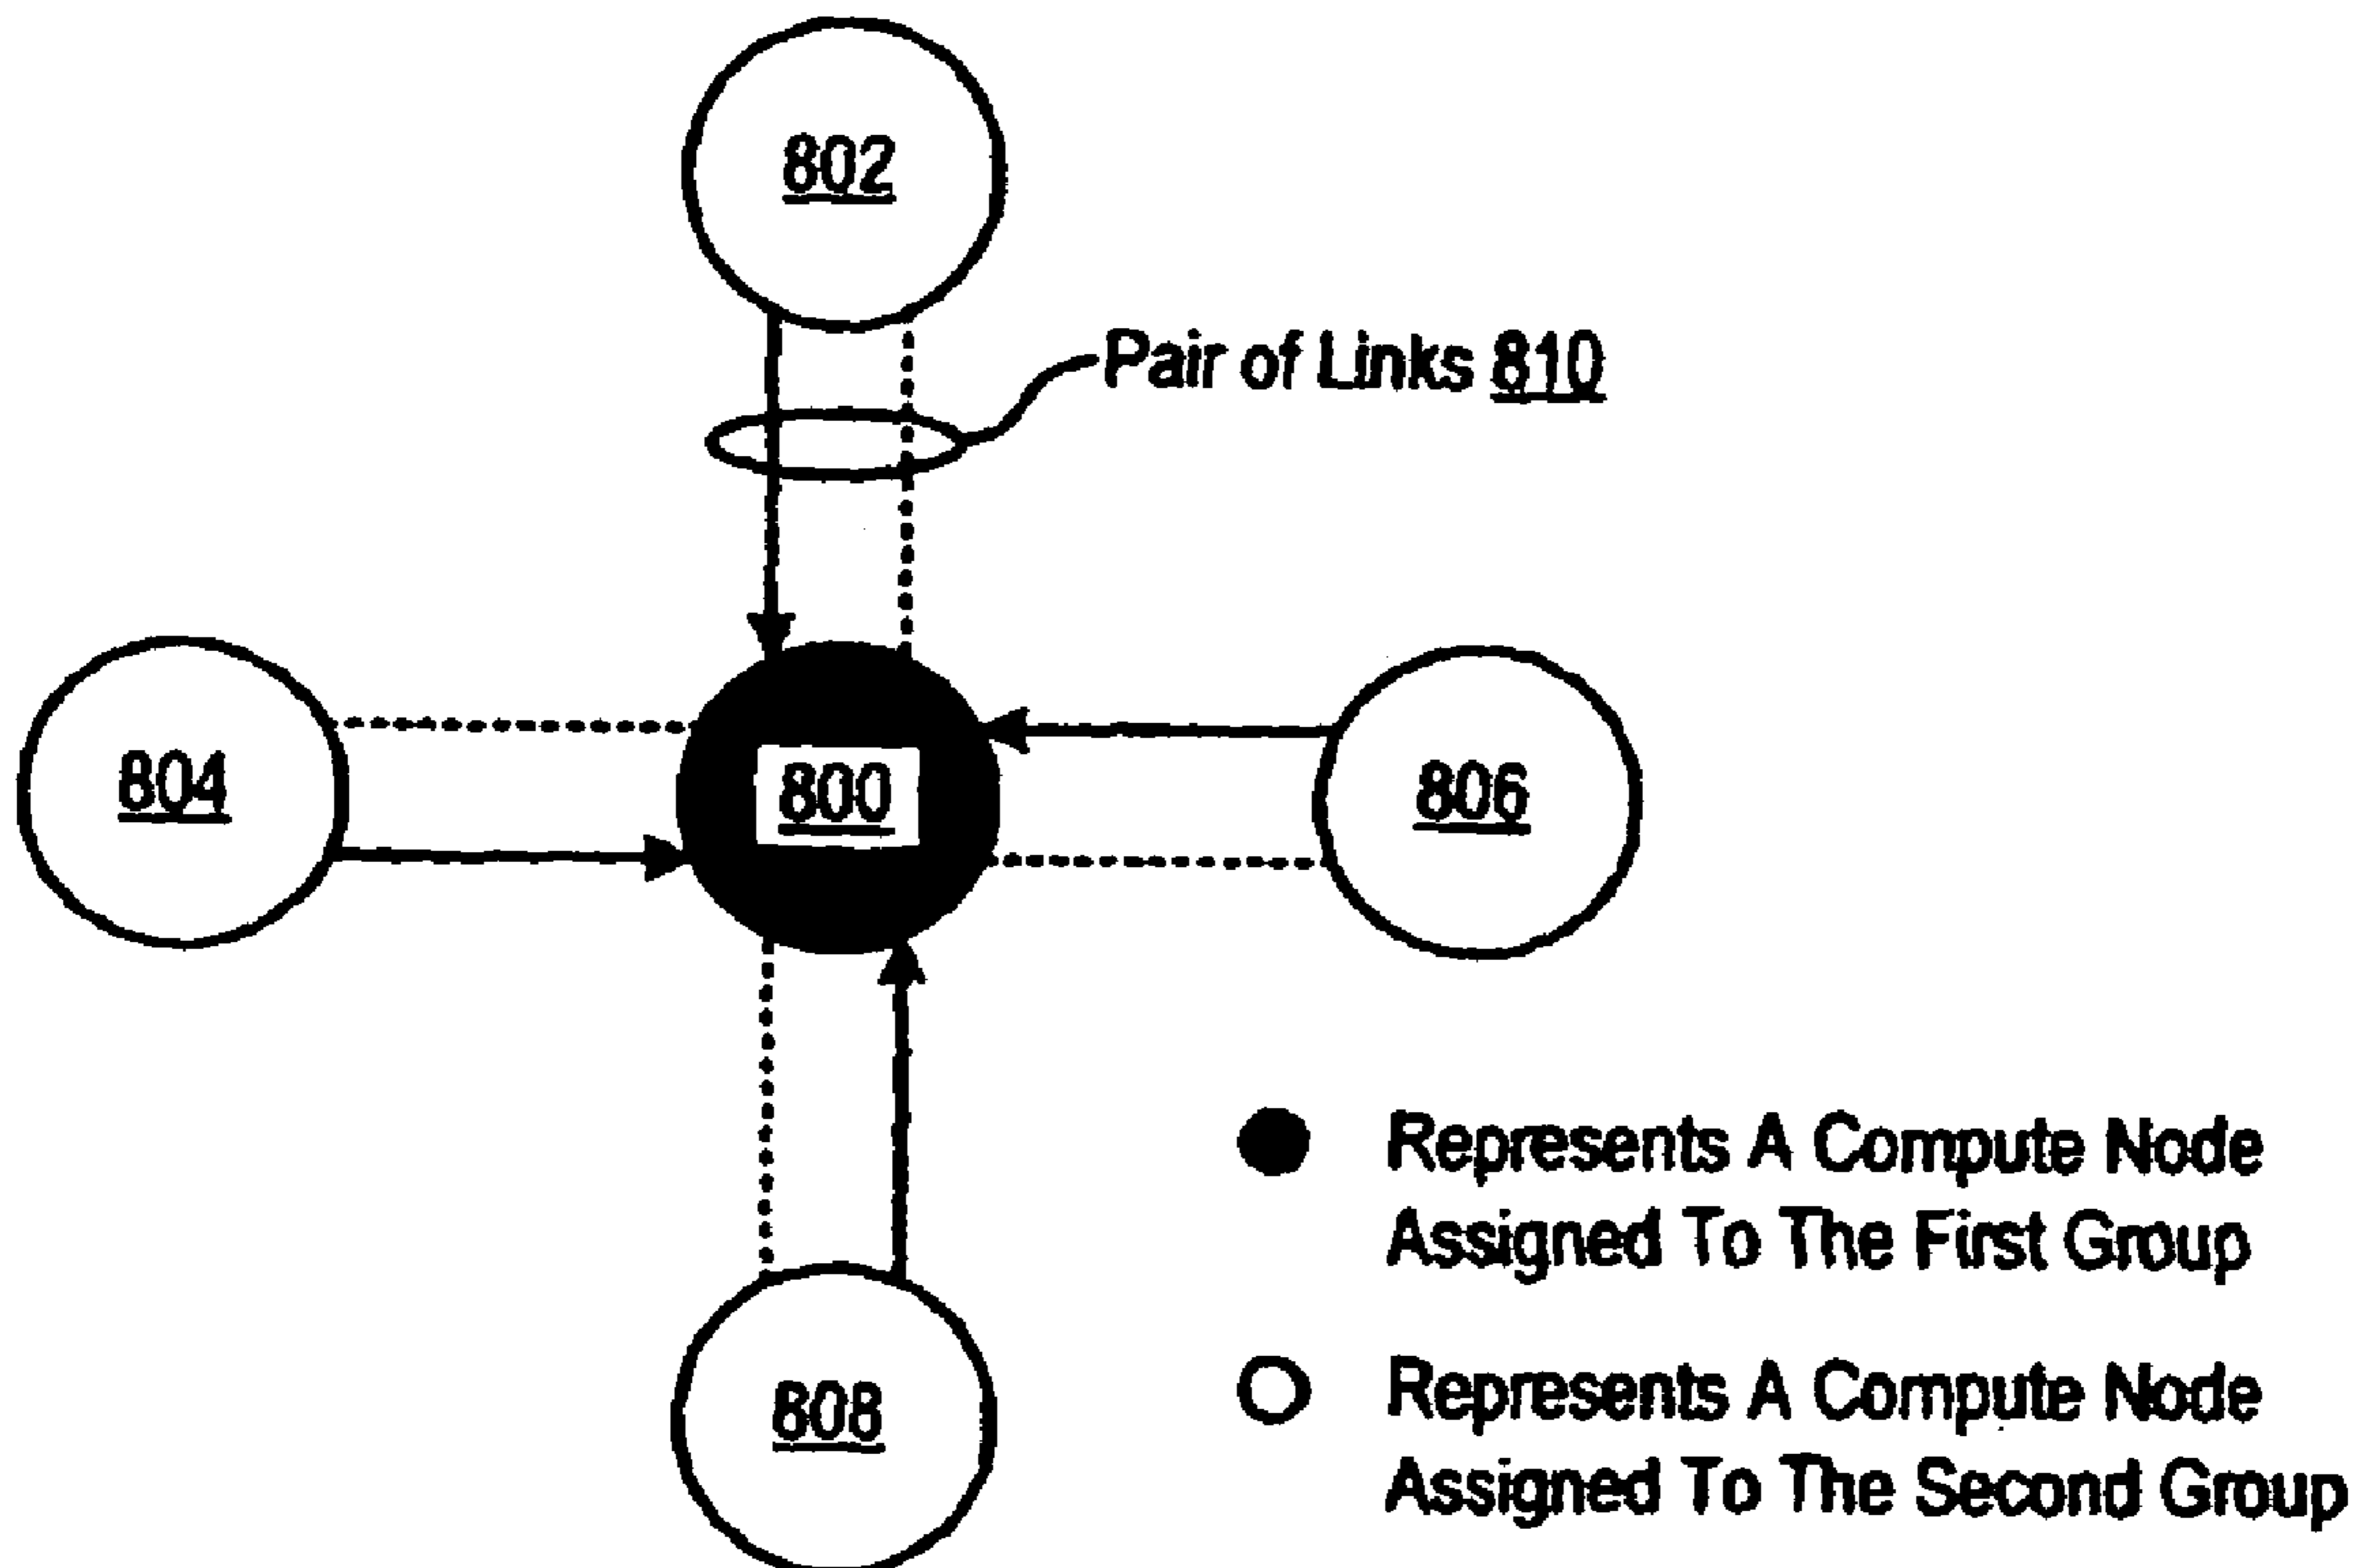 802
Pair of Links 810
804
800
806
808
Represents A Compute Node
Assigned To The First Group
Represents A Compute Node
Assigned To The Second Group